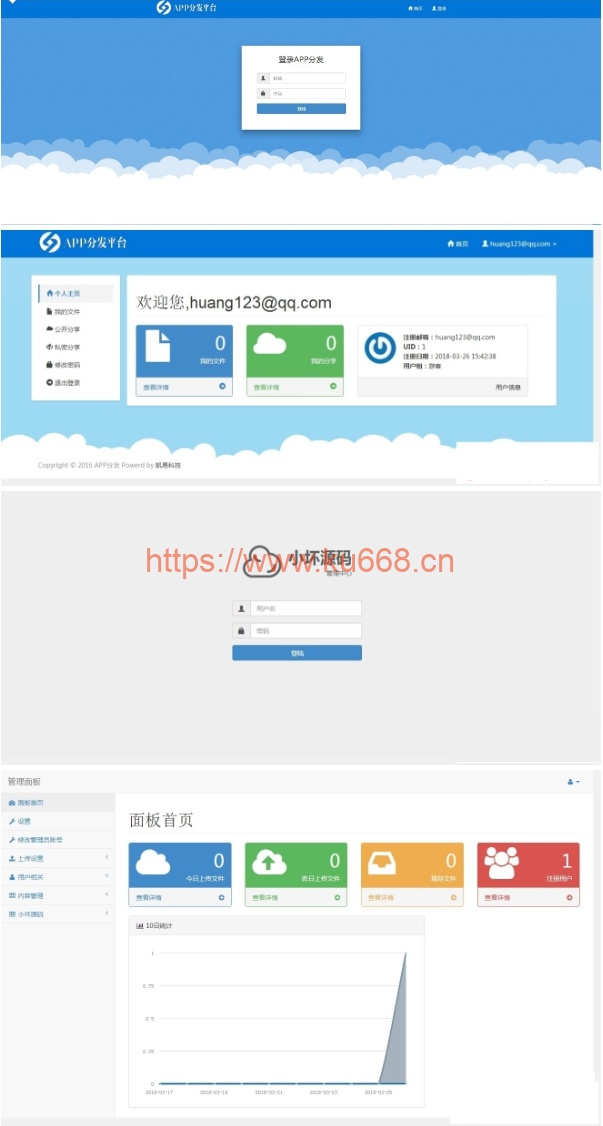 APP分发平台
首页 登录
登录APP分发
邮箱
密码
登陆
APP分发平台
首页 huang123@qq.com
个人主页
我的文件
公开分享
私密分享
修改密码
退出登录
欢迎您,huang123@qq.com
0
我的文件
查看详情
0
我的分享
查看详情
注册邮箱：huang123@qq.com
UID：1
注册日期：2018-03-26 15:42:38
用户组：游客
用户信息
Copyright © 2016 APP分发 Powerd by 凯易科技
小坏源码
管理中心
https://www.ku668.cn
用户名
密码
登陆
管理面板
面板首页
设置
修改管理员账号
上传设置
用户相关
内容管理
小坏源码
面板首页
0
今日上传文件
查看详情
0
昨日上传文件
查看详情
0
现存文件
查看详情
1
注册用户
查看详情
10日统计
1
0.75
0.5
0.25
0
2018-03-17 2018-03-19 2018-03-21 2018-03-23 2018-03-25